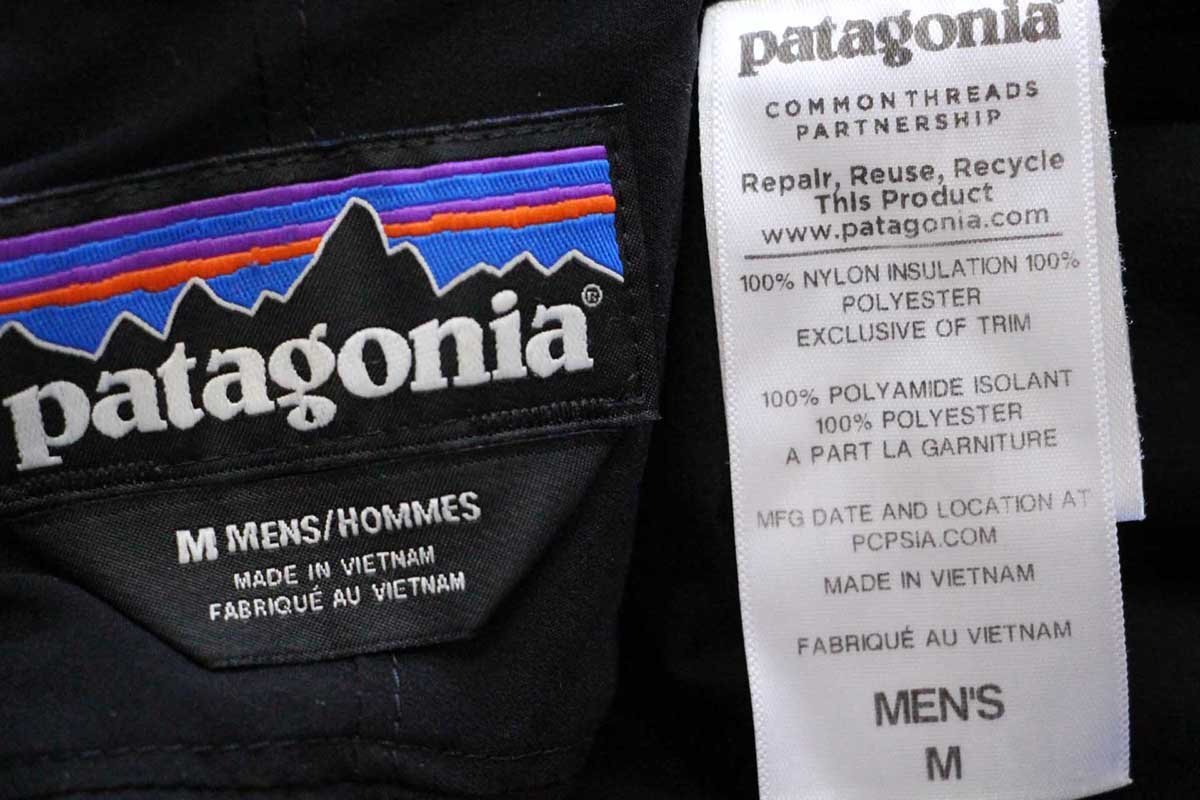 patagonia®
M MENS/HOMMES
MADE IN VIETNAM
FABRIQUÉ AU VIETNAM
patagonia®
COMMON THREADS
PARTNERSHIP
Repair, Reuse, Recycle
This Product
www.patagonia.com
100% NYLON INSULATION 100%
POLYESTER
EXCLUSIVE OF TRIM
100% POLYAMIDE ISOLANT
100% POLYESTER
A PART LA GARNITURE
MFG DATE AND LOCATION AT
PCPSIA.COM
MADE IN VIETNAM
FABRIQUÉ AU VIETNAM
MEN'S
M